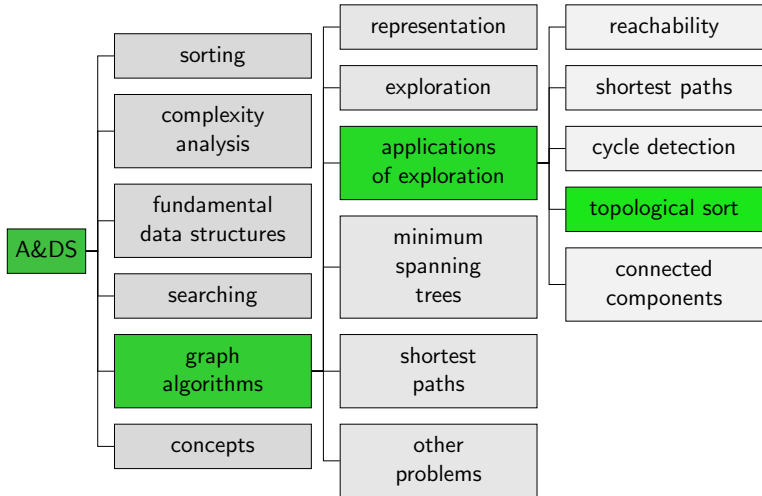 A&DS
sorting
complexity
analysis
fundamental
data structures
searching
graph
algorithms
concepts
representation
exploration
applications
of exploration
minimum
spanning
trees
shortest
paths
other
problems
reachability
shortest paths
cycle detection
topological sort
connected
components